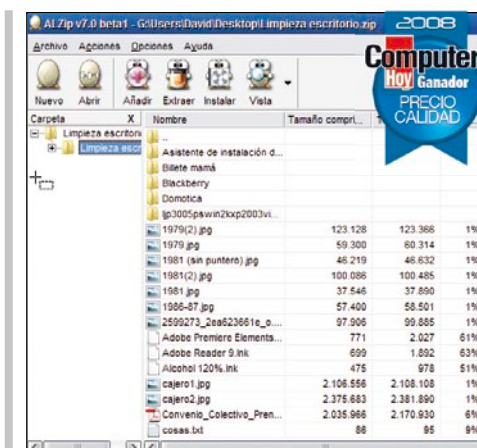 ALZip v7.0 beta1 - G:\Users\David\Desktop\Limpieza escritorio.zip
2008
Computer
Hoy Ganador
PRECIO
CALIDAD
Archivo Acciones Opciones Ayuda
Nuevo Abrir Añadir Extraer Instalar Vista
Carpeta X Nombre Tamaño compri...
Limpieza escritori
Limpieza escr
..
Asistente de instalación d...
Billete mamá
Blackberry
Domotica
ljp3005pswin2kxp2003vi...
1979(2).jpg 123.128 123.366 1%
1979.jpg 59.300 60.314 1%
1981 (sin puntero).jpg 46.219 46.632 1%
1981(2).jpg 100.086 100.485 1%
1981.jpg 37.546 37.890 1%
1986-87.jpg 57.400 58.501 1%
2599273_2ea623661e_o.... 97.906 99.885 1%
Adobe Premiere Elements... 771 2.027 61%
Adobe Reader 9.lnk 699 1.892 63%
Alcohol 120%.lnk 475 978 51%
cajero1.jpg 2.106.556 2.108.108 1%
cajero2.jpg 2.375.683 2.381.890 1%
Convenio_Colectivo_Pren... 2.035.966 2.170.930 6%
cosas.txt 86 95 9%